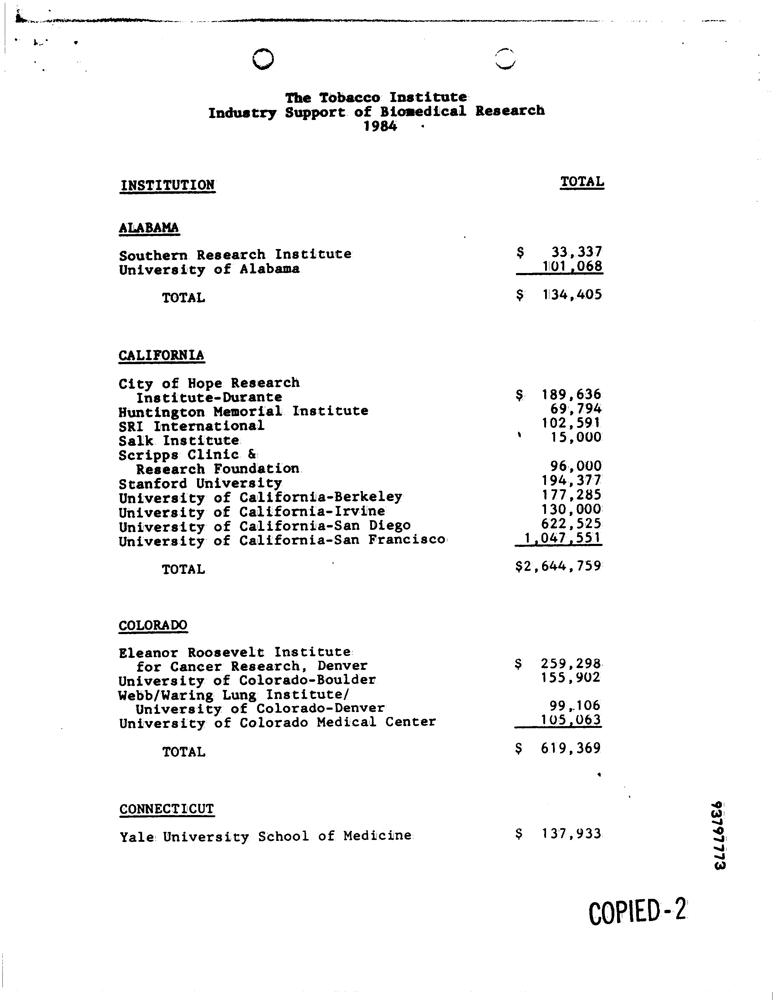 The Tobacco Institute
Industry Support of Biomedical Research
1984
INSTITUTION TOTAL
ALABAMA
Southern Research Institute $ 33,337
University of Alabama 101,068
TOTAL $ 134,405
CALIFORNIA
City of Hope Research
Institute-Durante $ 189,636
Huntington Memorial Institute 69,794
SRI International 102,591
Salk Institute 15,000
Scripps Clinic &
Research Foundation 96,000
Stanford University 194,377
University of California-Berkeley 177,285
University of California-Irvine 130,000
University of California-San Diego 622,525
University of California-San Francisco 1,047,551
TOTAL $2,644,759
COLORADO
Eleanor Roosevelt Institute
for Cancer Research, Denver $ 259,298
University of Colorado-Boulder 155,902
Webb/Waring Lung Institute/
University of Colorado-Denver 99,106
University of Colorado Medical Center 105,063
TOTAL $ 619,369
CONNECTICUT
Yale University School of Medicine $ 137,933
93797773
COPIED-2